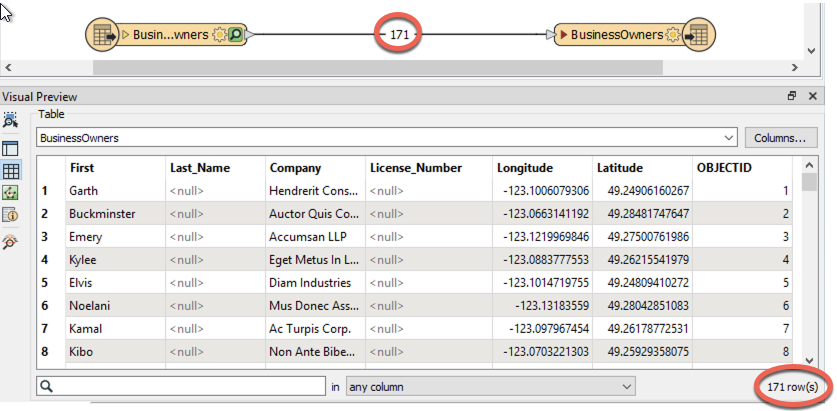 Busin...wners 171 BusinessOwners
Visual Preview
Table
BusinessOwners Columns...
First Last_Name Company License_Number Longitude Latitude OBJECTID
1 Garth <null> Hendrerit Cons... <null> -123.1006079306 49.24906160267 1
2 Buckminster <null> Auctor Quis Co... <null> -123.0663141192 49.28481747647 2
3 Emery <null> Accumsan LLP <null> -123.1219969846 49.27500761986 3
4 Kylee <null> Eget Metus In L... <null> -123.0883777553 49.26215541979 4
5 Elvis <null> Diam Industries <null> -123.1014719755 49.24809410272 5
6 Noelani <null> Mus Donec Ass... <null> -123.13183559 49.28042851083 6
7 Kamal <null> Ac Turpis Corp. <null> -123.097967454 49.26178772531 7
8 Kibo <null> Non Ante Bibe... <null> -123.0703221303 49.25929358075 8
in any column 171 row(s)